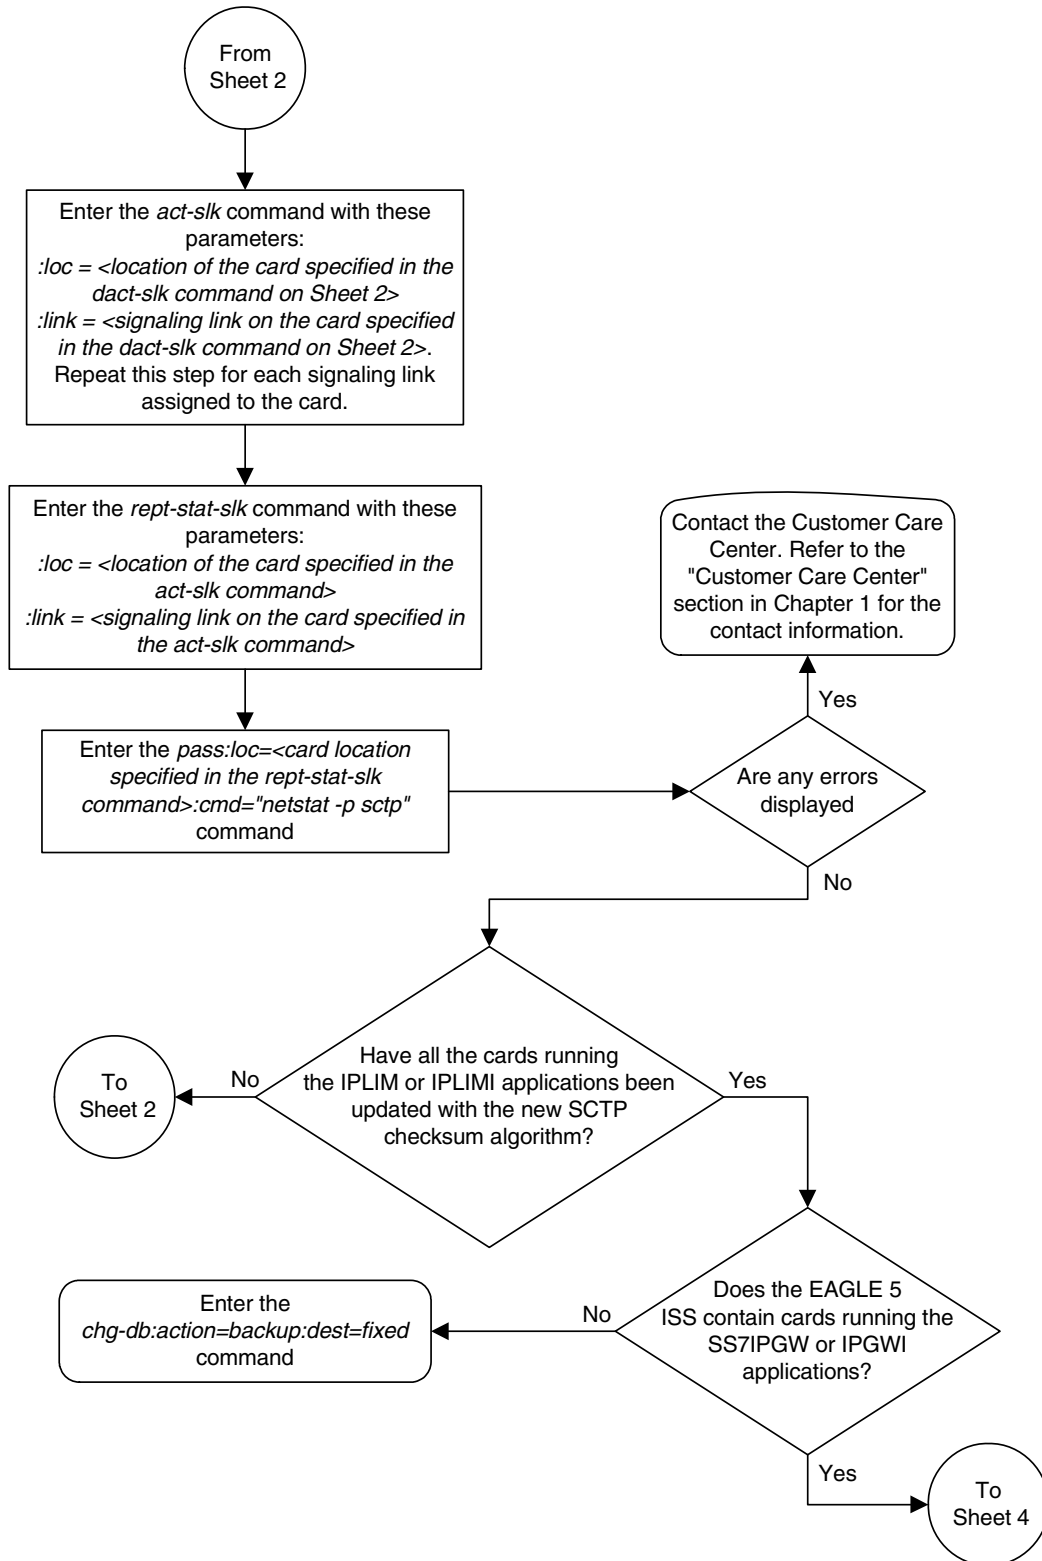 From
Sheet 2
Enter the act-slk command with these
parameters:
:loc = <location of the card specified in the
dact-slk command on Sheet 2>
:link = <signaling link on the card specified
in the dact-slk command on Sheet 2>.
Repeat this step for each signaling link
assigned to the card.
Enter the rept-stat-slk command with these
parameters:
:loc = <location of the card specified in the
act-slk command>
:link = <signaling link on the card specified in
the act-slk command>
Contact the Customer Care
Center. Refer to the
"Customer Care Center"
section in Chapter 1 for the
contact information.
Yes
Enter the pass:loc=<card location
specified in the rept-stat-slk
command>:cmd="netstat -p sctp"
command
Are any errors
displayed
No
Have all the cards running
the IPLIM or IPLIMI applications been
updated with the new SCTP
checksum algorithm?
No
Yes
To
Sheet 2
Does the EAGLE 5
ISS contain cards running the
SS7IPGW or IPGWI
applications?
No
Enter the
chg-db:action=backup:dest=fixed
command
Yes
To
Sheet 4